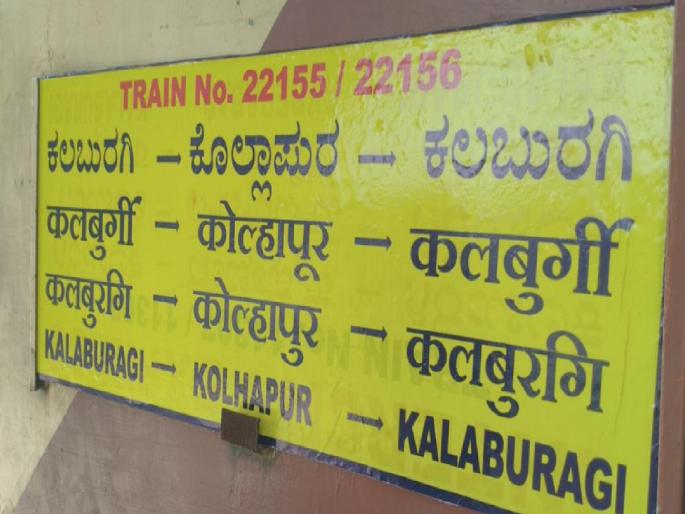 TRAIN No. 22155 / 22156
ಕಲಬುರಗಿ → ಕೊಲ್ಲಾಪುರ → ಕಲಬುರಗಿ
कलबुर्गी → कोल्हापूर → कलबुर्गी
कलबुरगि → कोल्हापुर → कलबुरगि
KALABURAGI → KOLHAPUR → KALABURAGI